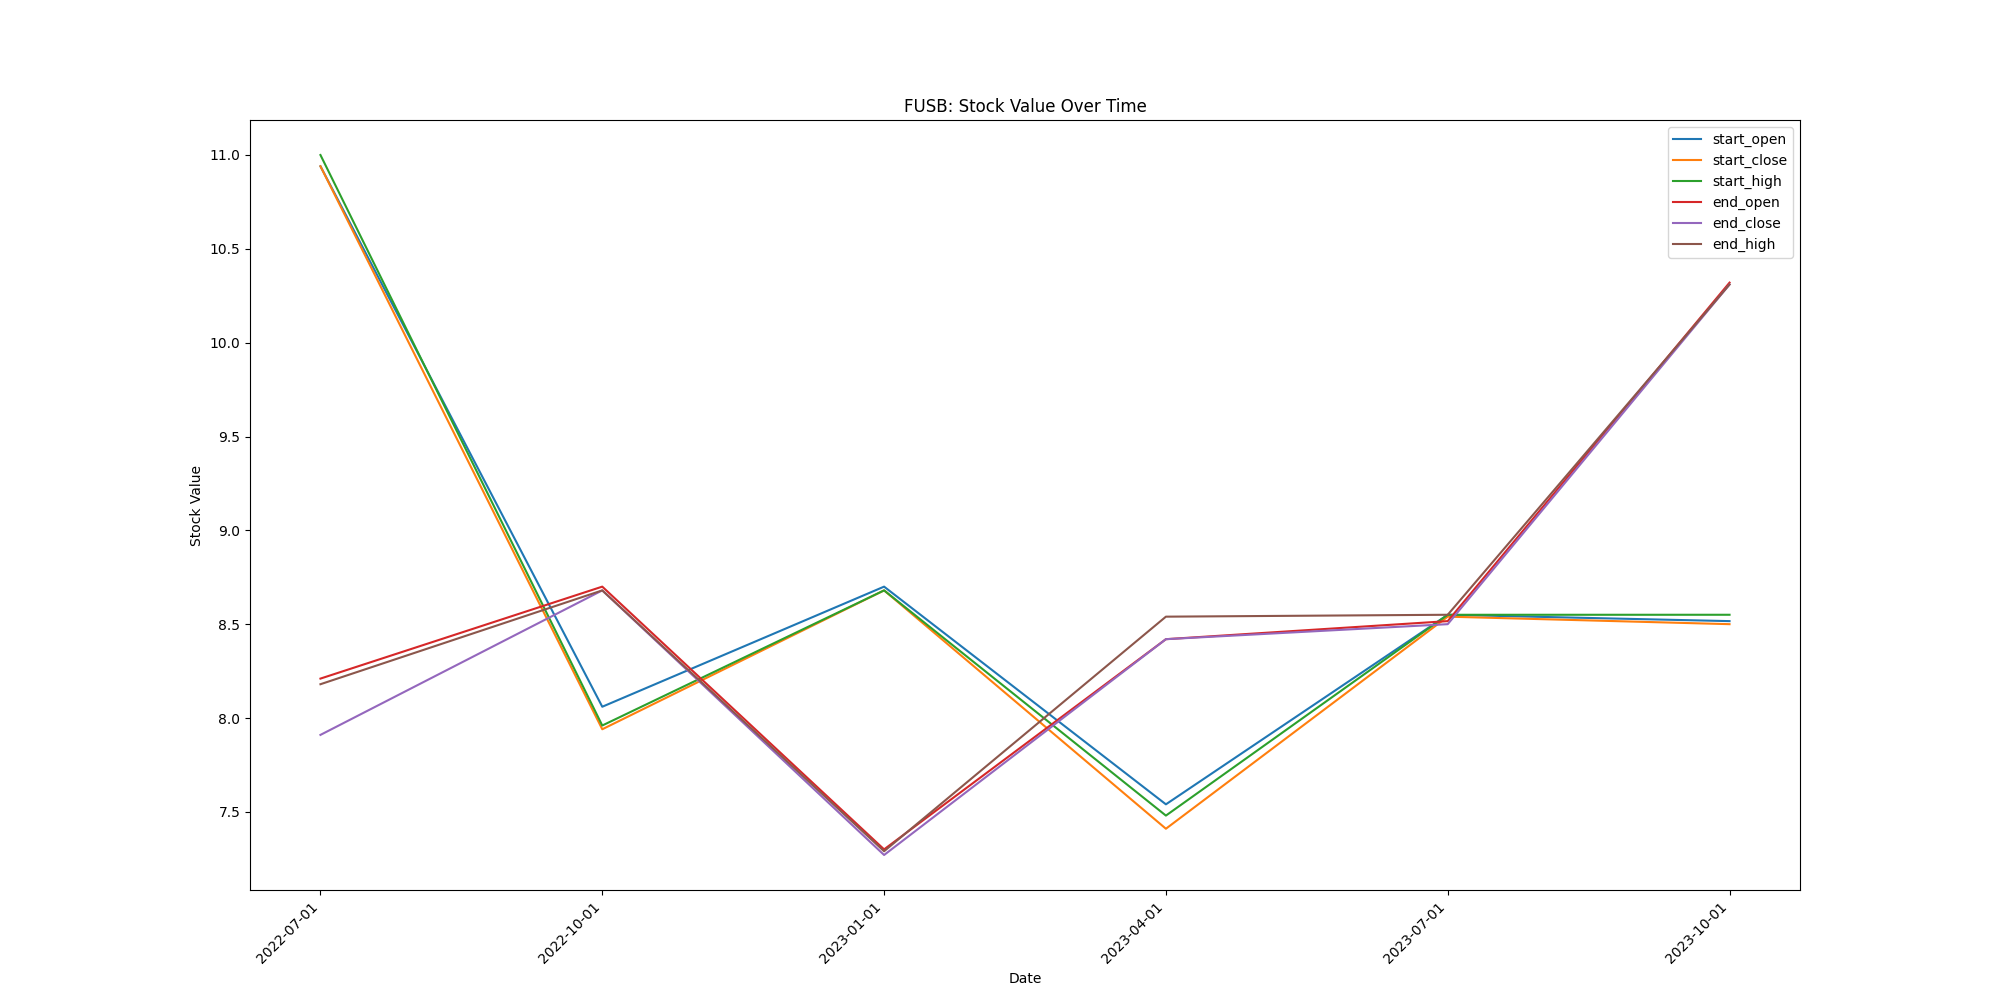 FUSB: Stock Value Over Time
start_open
start_close
start_high
end_open
end_close
end_high
11.0
10.5
10.0
9.5
9.0
8.5
8.0
7.5
Stock Value
2022-07-01
2022-10-01
2023-01-01
2023-04-01
2023-07-01
2023-10-01
Date